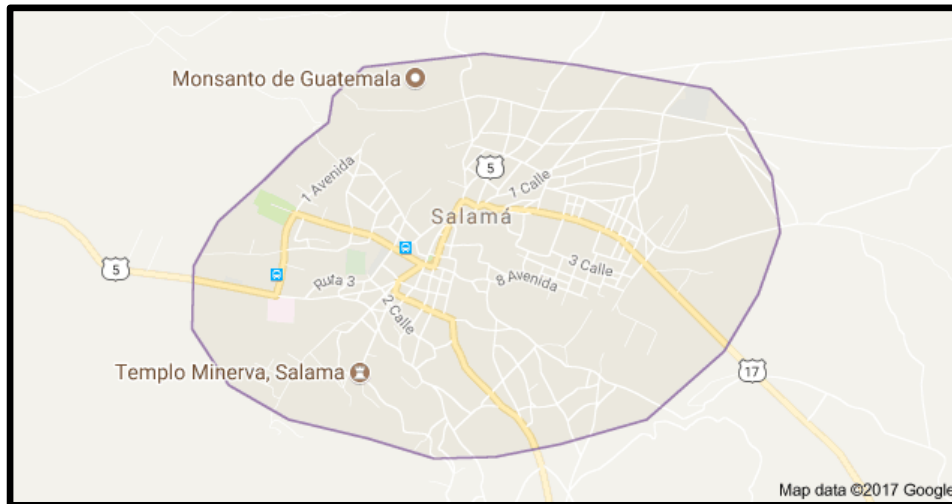 Monsanto de Guatemala
5
1 Avenida
1 Calle
Salamá
5
Ruta 3
8 Avenida
3 Calle
2 Calle
Templo Minerva, Salama
17
Map data ©2017 Google